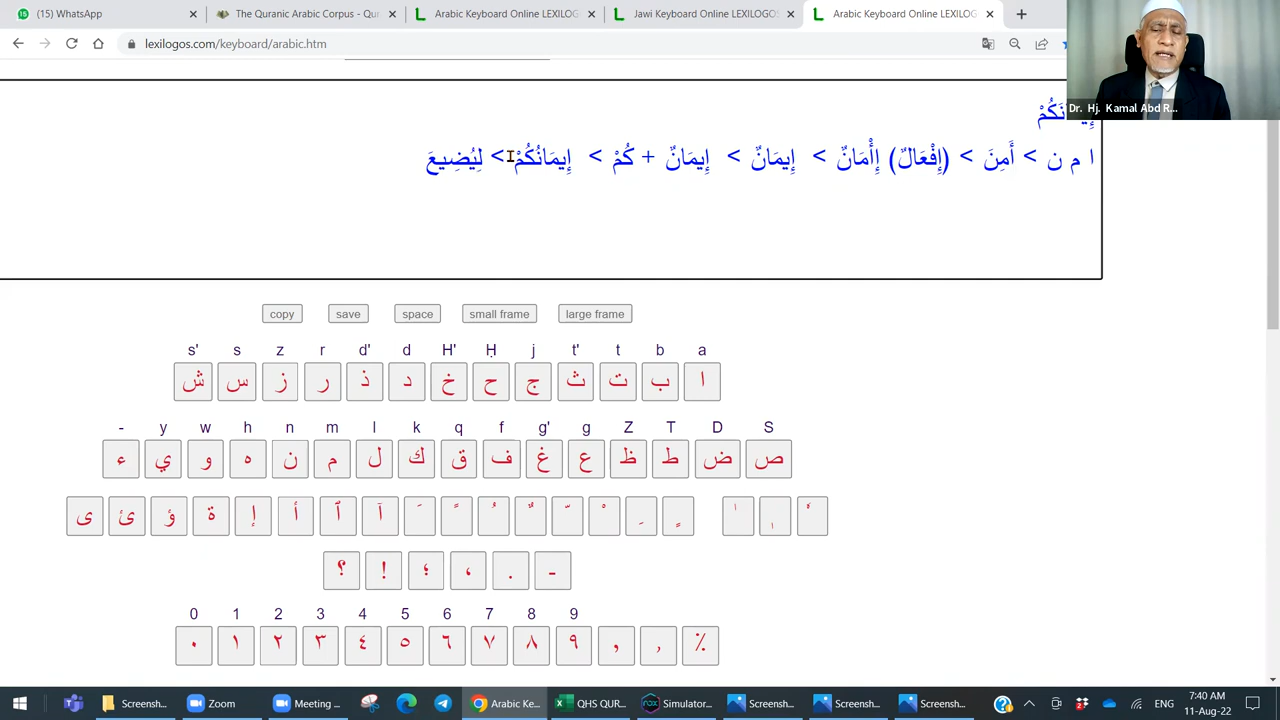 (15) WhatsApp
The Quranic Arabic Corpus - Qu
Arabic Keyboard Online LEXILOGOS
Jawi Keyboard Online LEXILOGOS
Arabic Keyboard Online LEXILOGOS
lexilogos.com/keyboard/arabic.htm
Dr. Hj. Kamal Abd R...
ا م ن > أَمِنَ > (إِفْعَالٌ) إِأْمَانٌ > إِيمَانٌ > إِيمَانٌ + كُمْ > إِيمَانُكُمْ > لِيُضِيعَ
copy save space small frame large frame
s' s z r d' d H' Ḥ j t' t b a
ش س ز ر ذ د خ ح ج ث ت ب ا
- y w h n m l k q f g' g Z T D S
ء ي و ه ن م ل ك ق ف غ ع ظ ط ض ص
ى ئ ؤ ة إ أ ٱ آ
؟ ! ؛ ، . -
0 1 2 3 4 5 6 7 8 9
٠ ١ ٢ ٣ ٤ ٥ ٦ ٧ ٨ ٩ ٫ ٬ ٪
Screensh... Zoom Meeting ... Arabic Ke... QHS QUR... Simulator... Screensh... Screensh... Screensh... ENG
7:40 AM
11-Aug-22